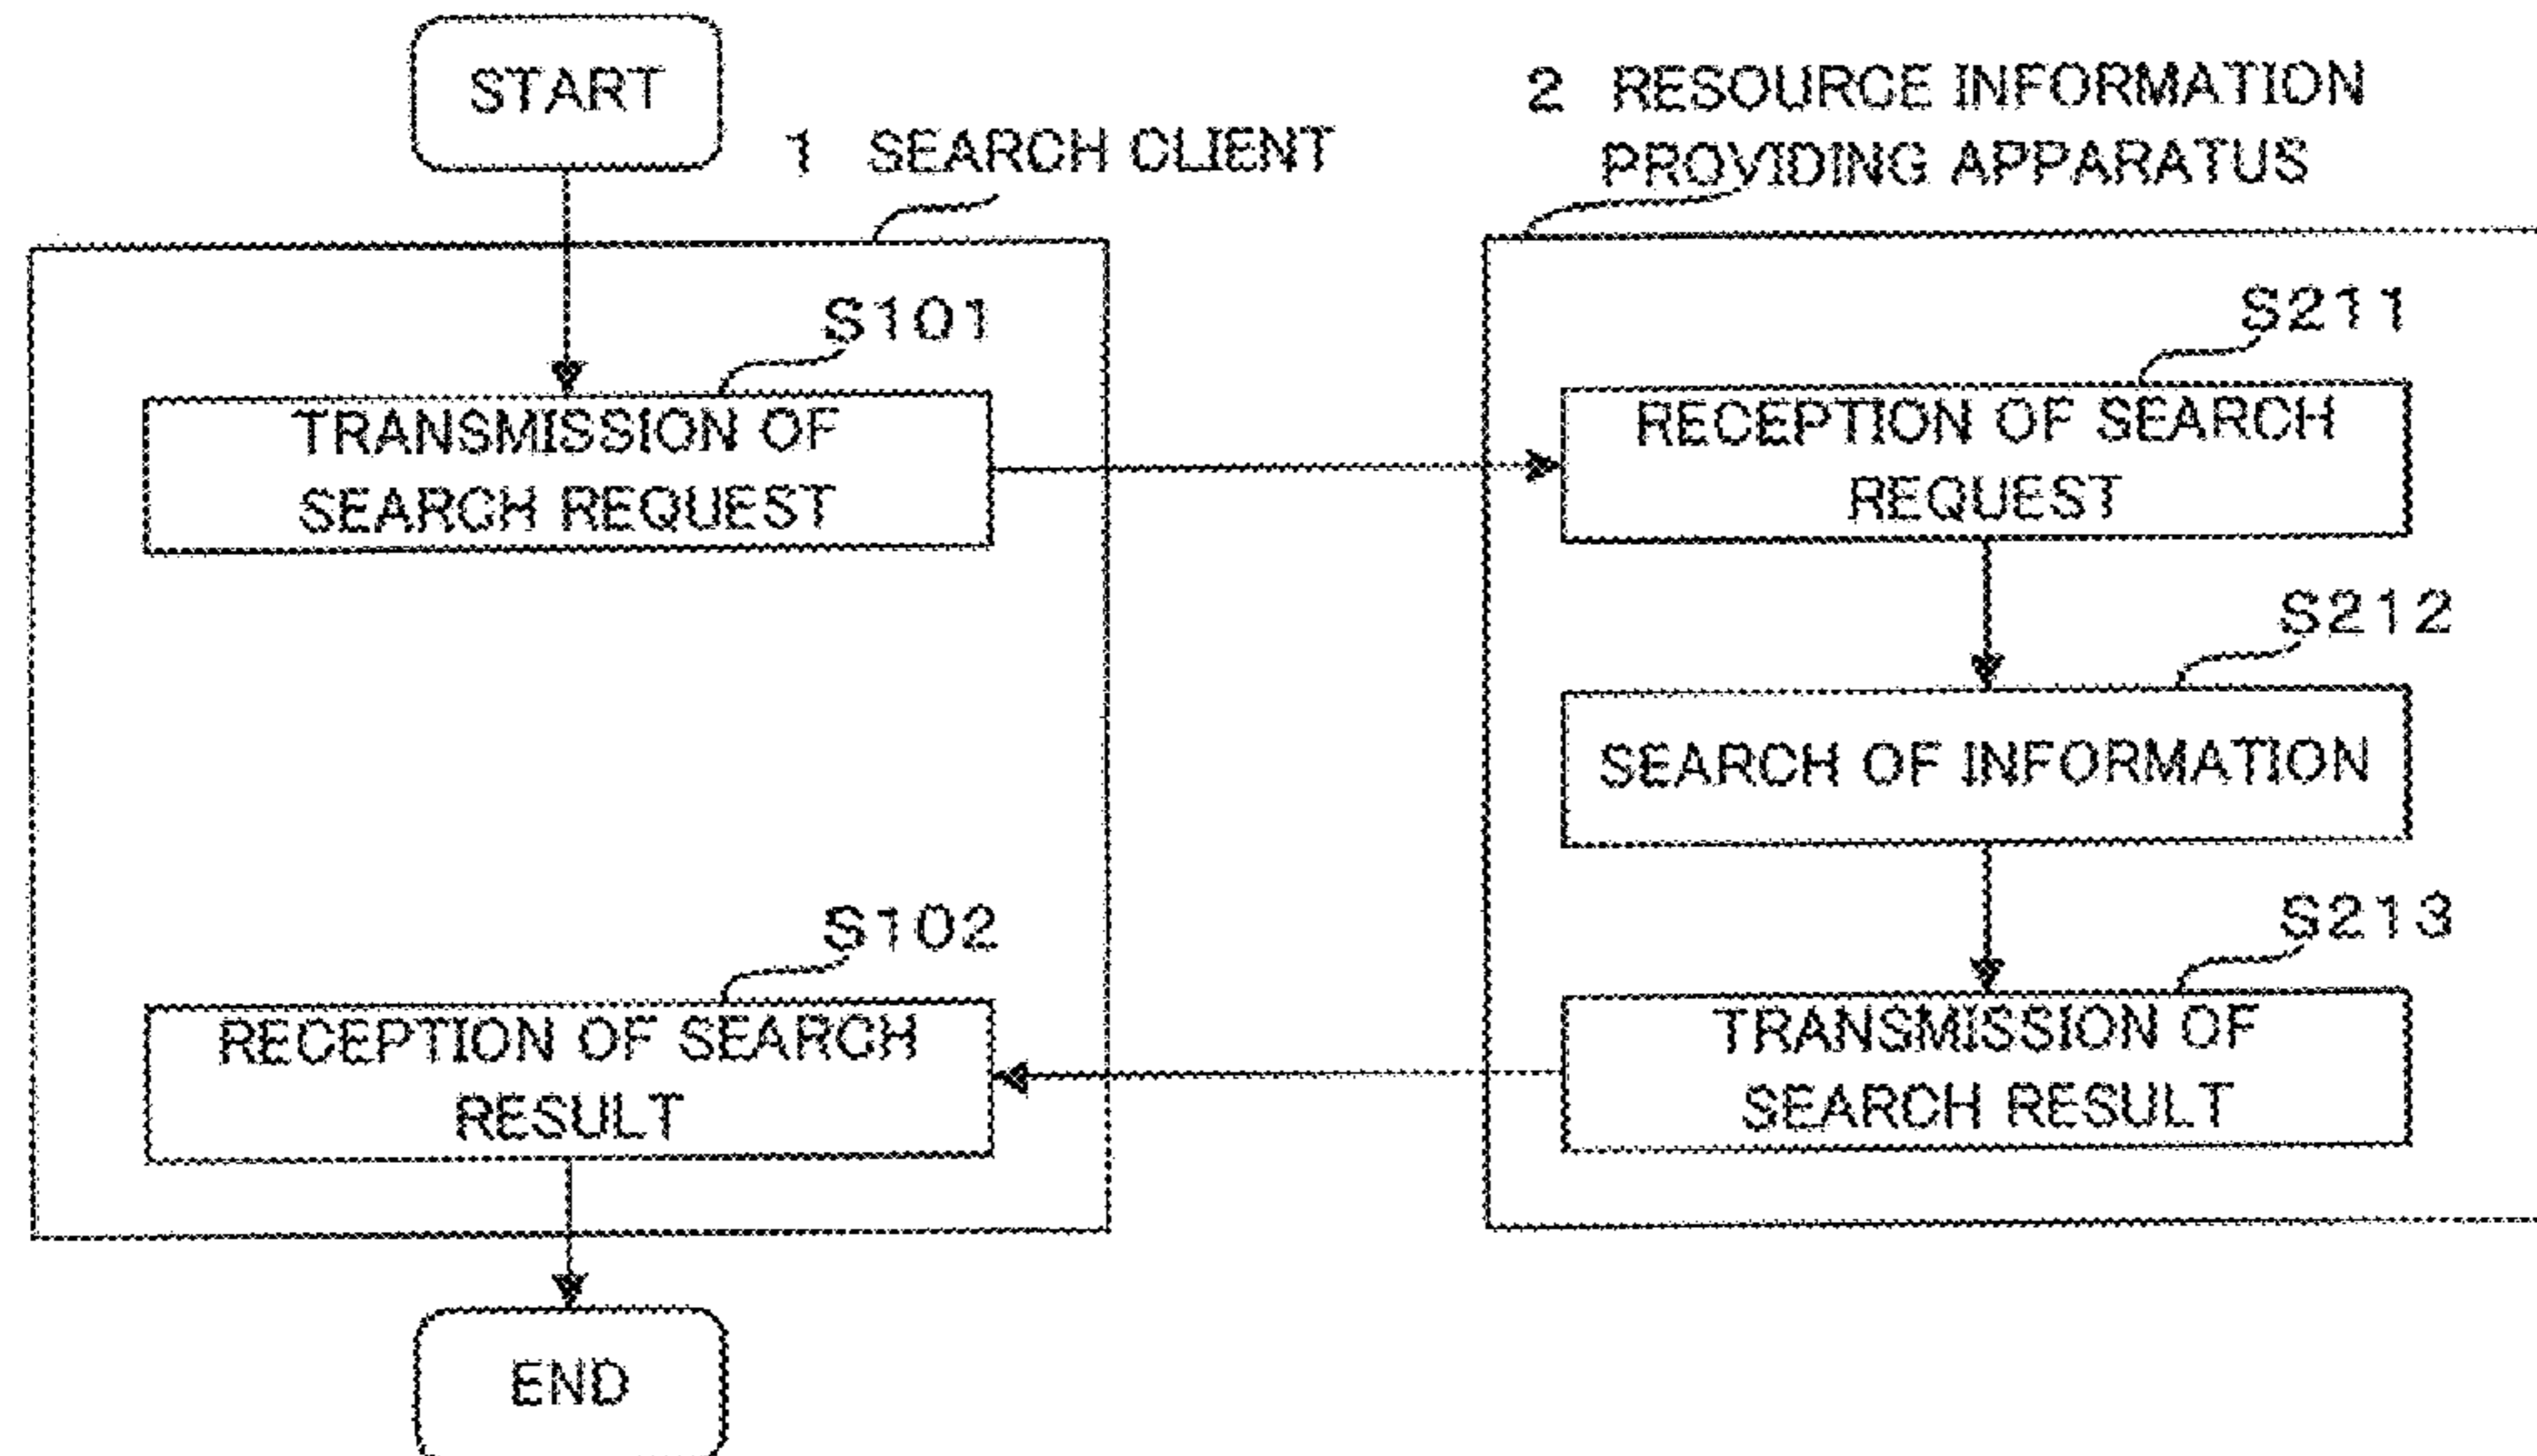 START
1 SEARCH CLIENT
2 RESOURCE INFORMATION
PROVIDING APPARATUS
S101
TRANSMISSION OF
SEARCH REQUEST
S211
RECEPTION OF SEARCH
REQUEST
S212
SEARCH OF INFORMATION
S213
TRANSMISSION OF
SEARCH RESULT
S102
RECEPTION OF SEARCH
RESULT
END